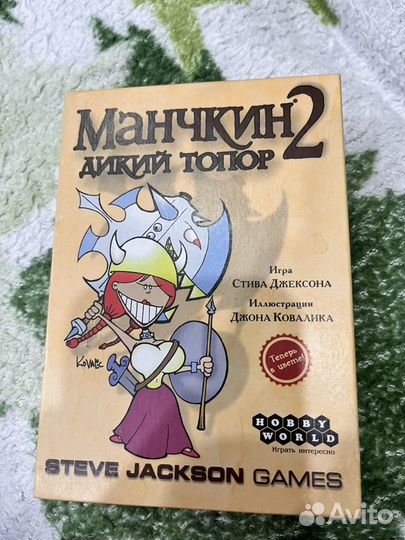 Манчкин® 2
дикий топор
Игра
Стива Джексона
Иллюстрации
Джона Ковалика
Теперь
в цвете!
Kovalic
HOBBY
WORLD
Играть интересно
STEVE JACKSON GAMES
Avito